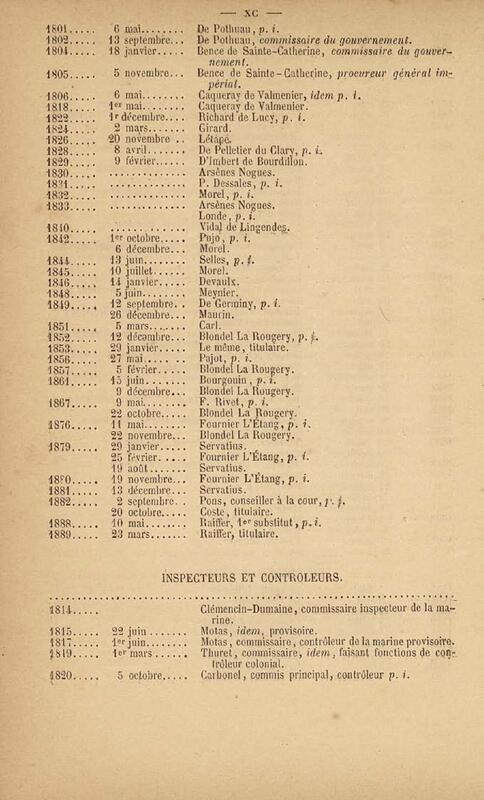 — XC —
1801..... 6 mai........ De Pothuau, p. i.
1802..... 13 septembre... De Pothuau, commissaire du gouvernement.
1804..... 18 janvier..... Bence de Sainte-Catherine, commissaire du gouver-
nement.
1805..... 5 novembre... Bence de Sainte-Catherine, procureur général im-
périal.
1806..... 6 mai........ Caqueray de Valmenier, idem p. i.
1818..... 1er mai........ Caqueray de Valmenier.
1822..... 1r décembre.... Richard de Lucy, p. i.
1824..... 2 mars....... Girard.
1826..... 20 novembre .. Létapé.
1828..... 8 avril....... De Pelletier du Clary, p. i.
1829..... 9 février...... D'Imbert de Bourdillon.
1830..... ............. Arsènes Nogues.
1831..... ............. P. Dessales, p. i.
1832..... ............. Morel, p. i.
1833..... ............. Arsènes Nogues.
Londe, p. i.
1840..... ............. Vidal de Lingendes.
1842..... 1er octobre..... Pujo, p. i.
6 décembre... Morel.
1844..... 13 juin....... Selles, p. i.
1845..... 10 juillet...... Morel.
1846..... 14 janvier..... Devaulx.
1848..... 5 juin....... Meynier.
1849..... 12 septembre. . De Germiny, p. i.
26 décembre... Maurin.
1851..... 5 mars....... Carl.
1852..... 12 décembre... Blondel La Rougery, p. i.
1853..... 29 janvier..... Le même, titulaire.
1856..... 27 mai....... Pajot, p. i.
1857..... 5 février..... Blondel La Rougery.
1861..... 15 juin....... Bourgouin, p. i.
9 décembre... Blondel La Rougery.
1867..... 9 mai....... F. Rivet, p. i.
22 octobre..... Blondel La Rougery.
1876..... 11 mai....... Fournier L'Étang, p. i.
22 novembre... Blondel La Rougery.
1879..... 29 janvier..... Servatius.
25 février..... Fournier L'Étang, p. i.
19 août....... Servatius.
1880..... 19 novembre... Fournier L'Étang, p. i.
1881..... 13 décembre... Servatius.
1882..... 2 septembre. . Pons, conseiller à la cour, p. i.
20 octobre..... Coste, titulaire.
1888..... 10 mai....... Raiffer, 1er substitut, p. i.
1889..... 23 mars....... Raiffer, titulaire.
INSPECTEURS ET CONTROLEURS.
1814..... Clémencin-Dumaine, commissaire inspecteur de la ma-
rine.
1815..... 22 juin ...... Motas, idem, provisoire.
1817..... 1er juin....... Motas, commissaire, contrôleur de la marine provisoire.
1819..... 1er mars ...... Thuret, commissaire, idem, faisant fonctions de con-
trôleur colonial.
1820..... 5 octobre..... Carbonel, commis principal, contrôleur p. i.